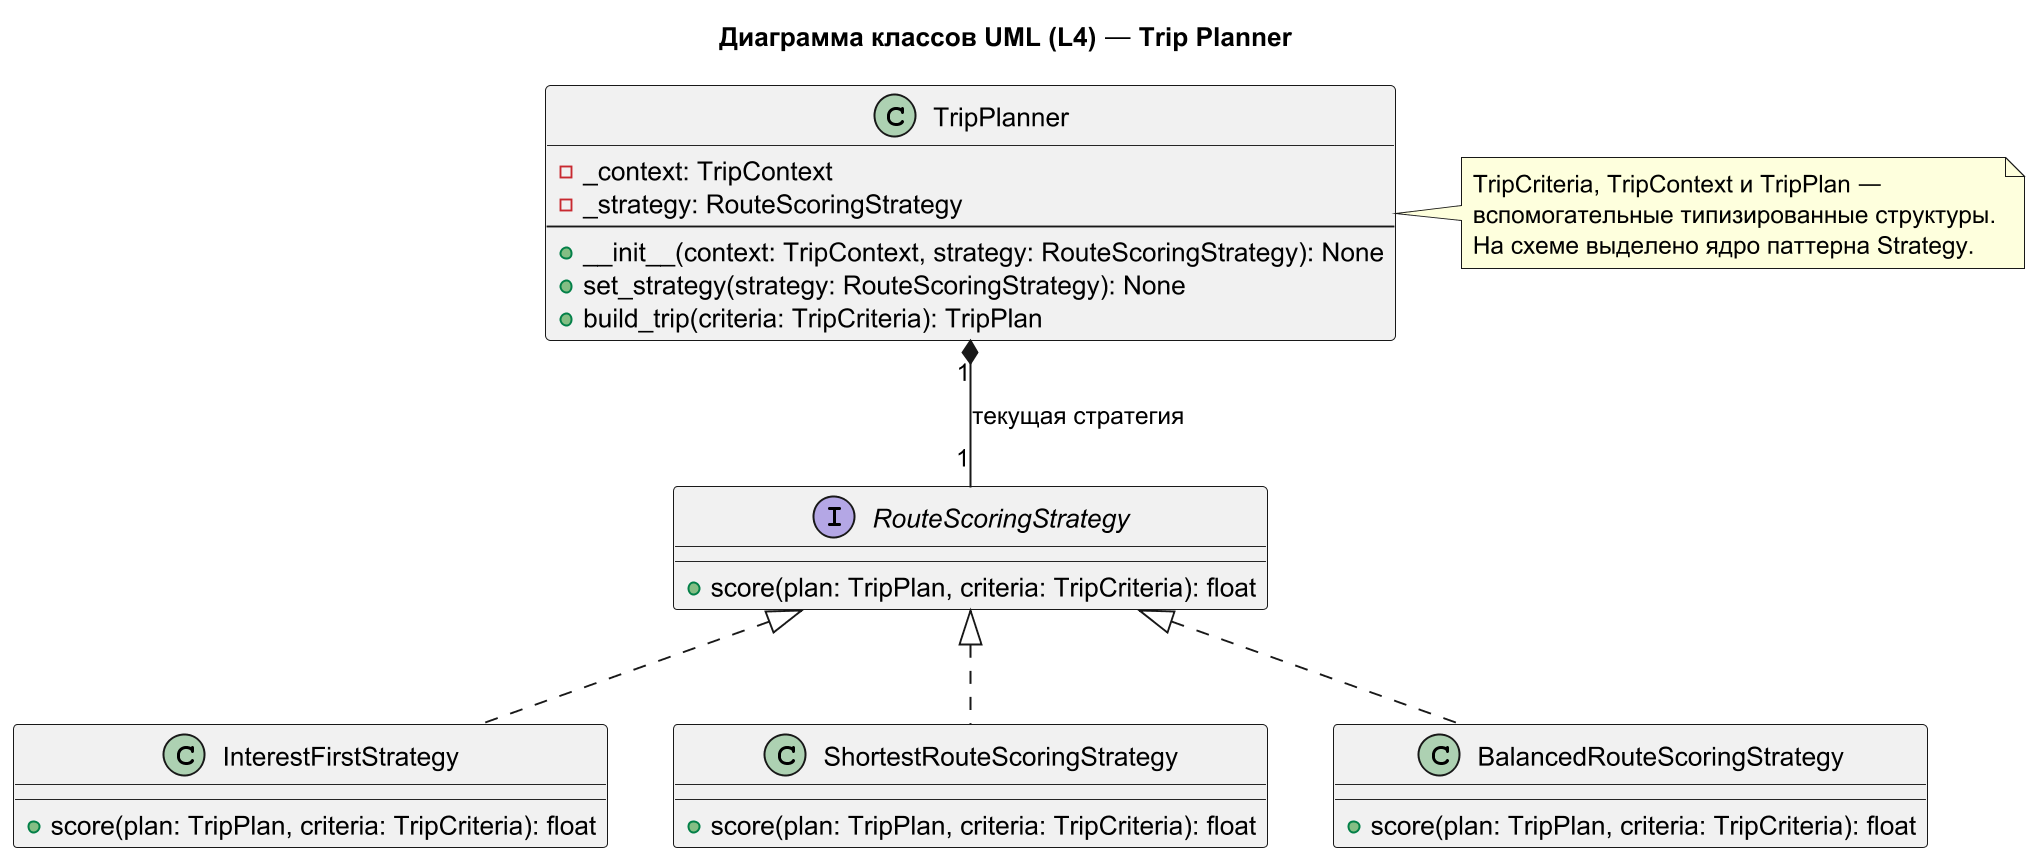 Диаграмма классов UML (L4) — Trip Planner
C TripPlanner
_context: TripContext
_strategy: RouteScoringStrategy
__init__(context: TripContext, strategy: RouteScoringStrategy): None
set_strategy(strategy: RouteScoringStrategy): None
build_trip(criteria: TripCriteria): TripPlan
TripCriteria, TripContext и TripPlan —
вспомогательные типизированные структуры.
На схеме выделено ядро паттерна Strategy.
1
текущая стратегия
1
I RouteScoringStrategy
score(plan: TripPlan, criteria: TripCriteria): float
C InterestFirstStrategy
score(plan: TripPlan, criteria: TripCriteria): float
C ShortestRouteScoringStrategy
score(plan: TripPlan, criteria: TripCriteria): float
C BalancedRouteScoringStrategy
score(plan: TripPlan, criteria: TripCriteria): float